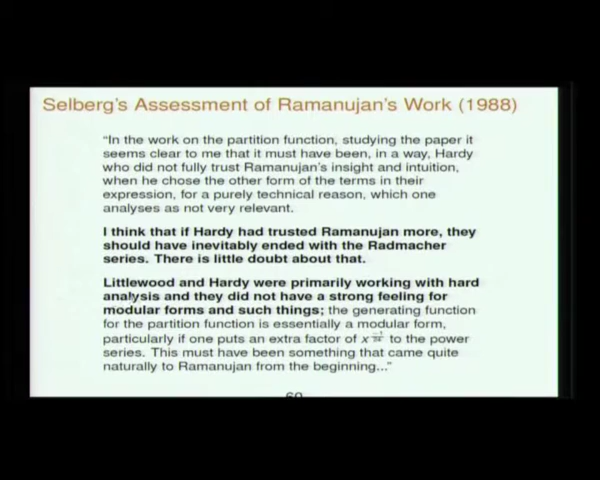 Selberg's Assessment of Ramanujan's Work (1988)
"In the work on the partition function, studying the paper it
seems clear to me that it must have been, in a way, Hardy
who did not fully trust Ramanujan's insight and intuition,
when he chose the other form of the terms in their
expression, for a purely technical reason, which one
analyses as not very relevant.
I think that if Hardy had trusted Ramanujan more, they
should have inevitably ended with the Radmacher
series. There is little doubt about that.
Littlewood and Hardy were primarily working with hard
analysis and they did not have a strong feeling for
modular forms and such things; the generating function
for the partition function is essentially a modular form,
particularly if one puts an extra factor of x to the power
series. This must have been something that came quite
naturally to Ramanujan from the beginning..."